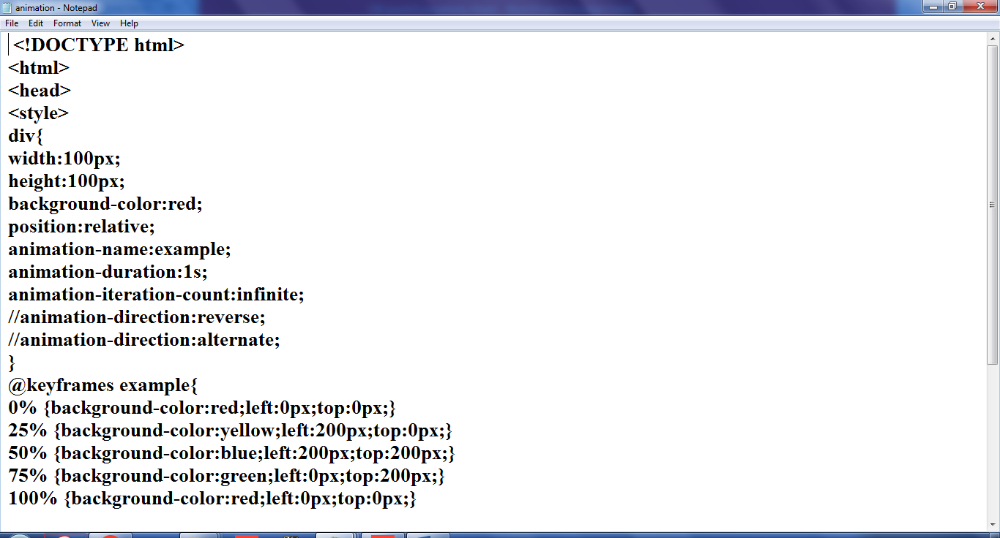 animation - Notepad
File Edit Format View Help
<!DOCTYPE html>
<html>
<head>
<style>
div{
width:100px;
height:100px;
background-color:red;
position:relative;
animation-name:example;
animation-duration:1s;
animation-iteration-count:infinite;
//animation-direction:reverse;
//animation-direction:alternate;
}
@keyframes example{
0% {background-color:red;left:0px;top:0px;}
25% {background-color:yellow;left:200px;top:0px;}
50% {background-color:blue;left:200px;top:200px;}
75% {background-color:green;left:0px;top:200px;}
100% {background-color:red;left:0px;top:0px;}